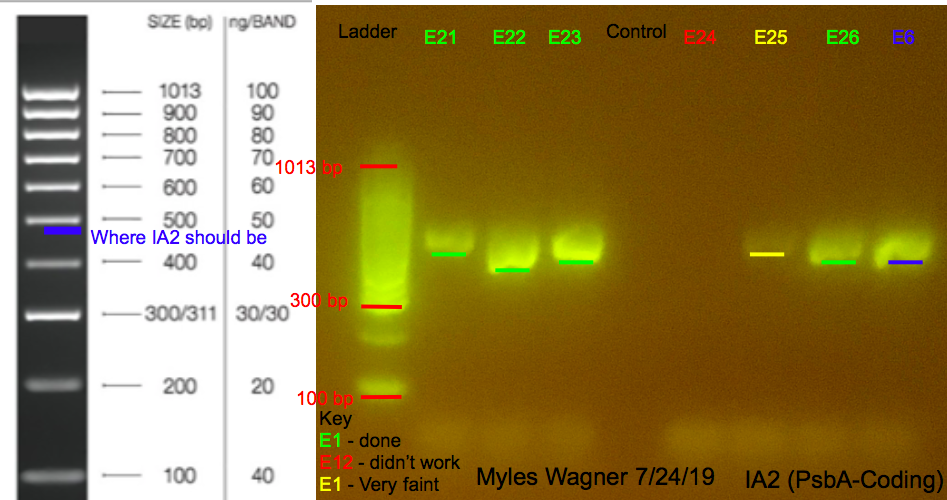 SIZE (bp) ng/BAND
1013 100
900 90
800 80
700 70
600 60
500 50
Where IA2 should be
400 40
300/311 30/30
200 20
100 40
Ladder E21 E22 E23 Control E24 E25 E26 E6
1013 bp
300 bp
100 bp
Key
E1 - done
E12 - didn't work
E1 - Very faint
Myles Wagner 7/24/19 IA2 (PsbA-Coding)